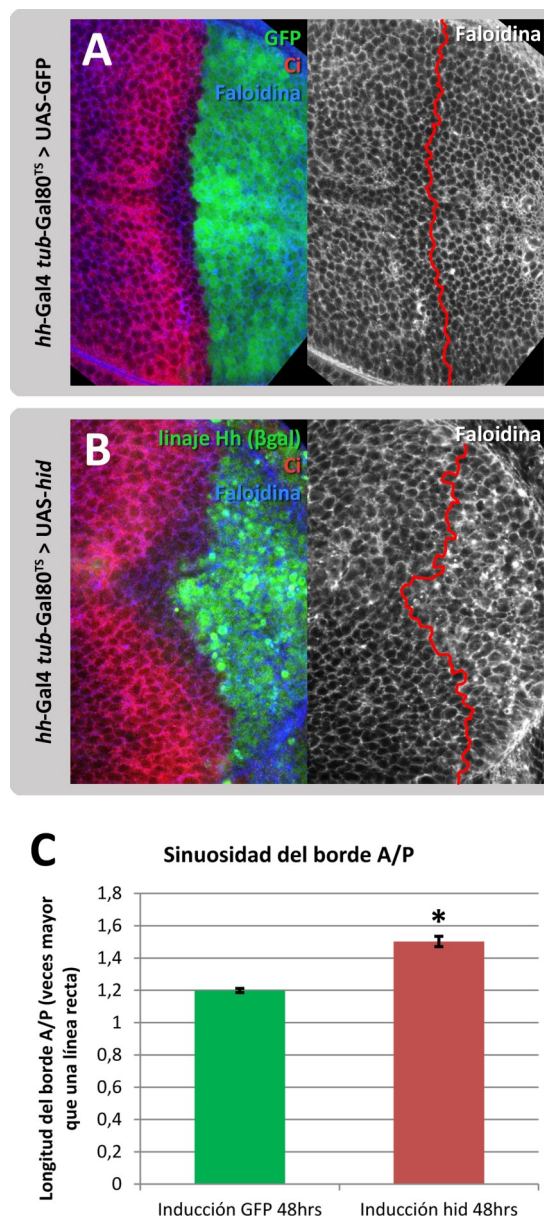 A
GFP
Ci
Faloidina
Faloidina
hh-Gal4 tub-Gal80TS > UAS-GFP
B
linaje Hh (βgal)
Ci
Faloidina
Faloidina
hh-Gal4 tub-Gal80TS > UAS-hid
C
Sinuosidad del borde A/P
Longitud del borde A/P (veces mayor
que una línea recta)
1,8
1,6
1,4
1,2
1
0,8
0,6
0,4
0,2
0
*
Inducción GFP 48hrs
Inducción hid 48hrs